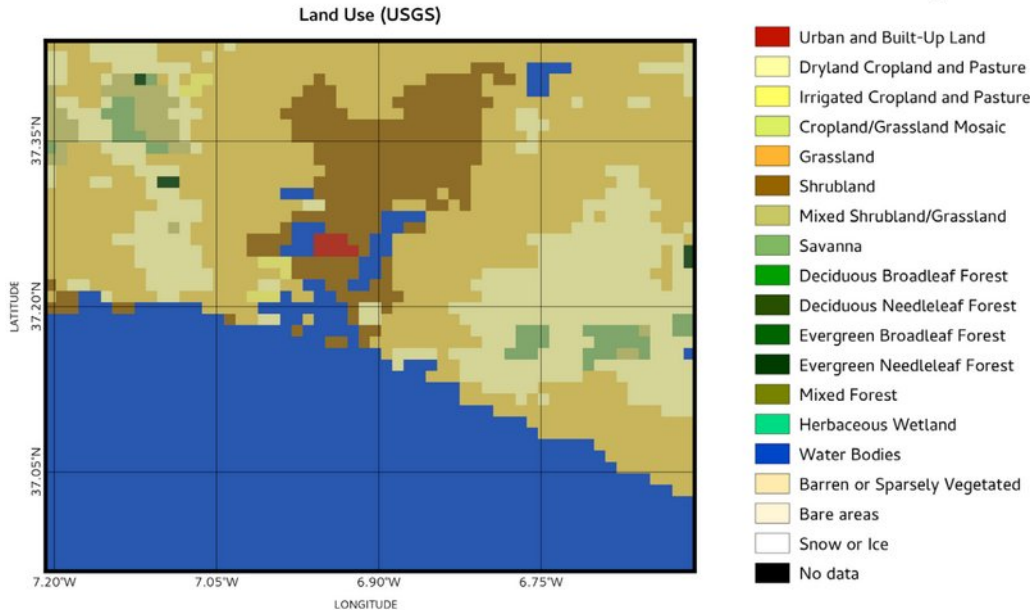 Land Use (USGS)
Urban and Built-Up Land
Dryland Cropland and Pasture
Irrigated Cropland and Pasture
Cropland/Grassland Mosaic
Grassland
Shrubland
Mixed Shrubland/Grassland
Savanna
Deciduous Broadleaf Forest
Deciduous Needleleaf Forest
Evergreen Broadleaf Forest
Evergreen Needleleaf Forest
Mixed Forest
Herbaceous Wetland
Water Bodies
Barren or Sparsely Vegetated
Bare areas
Snow or Ice
No data
LATITUDE
37.35°N
37.20°N
37.05°N
7.20°W
7.05°W
6.90°W
6.75°W
LONGITUDE